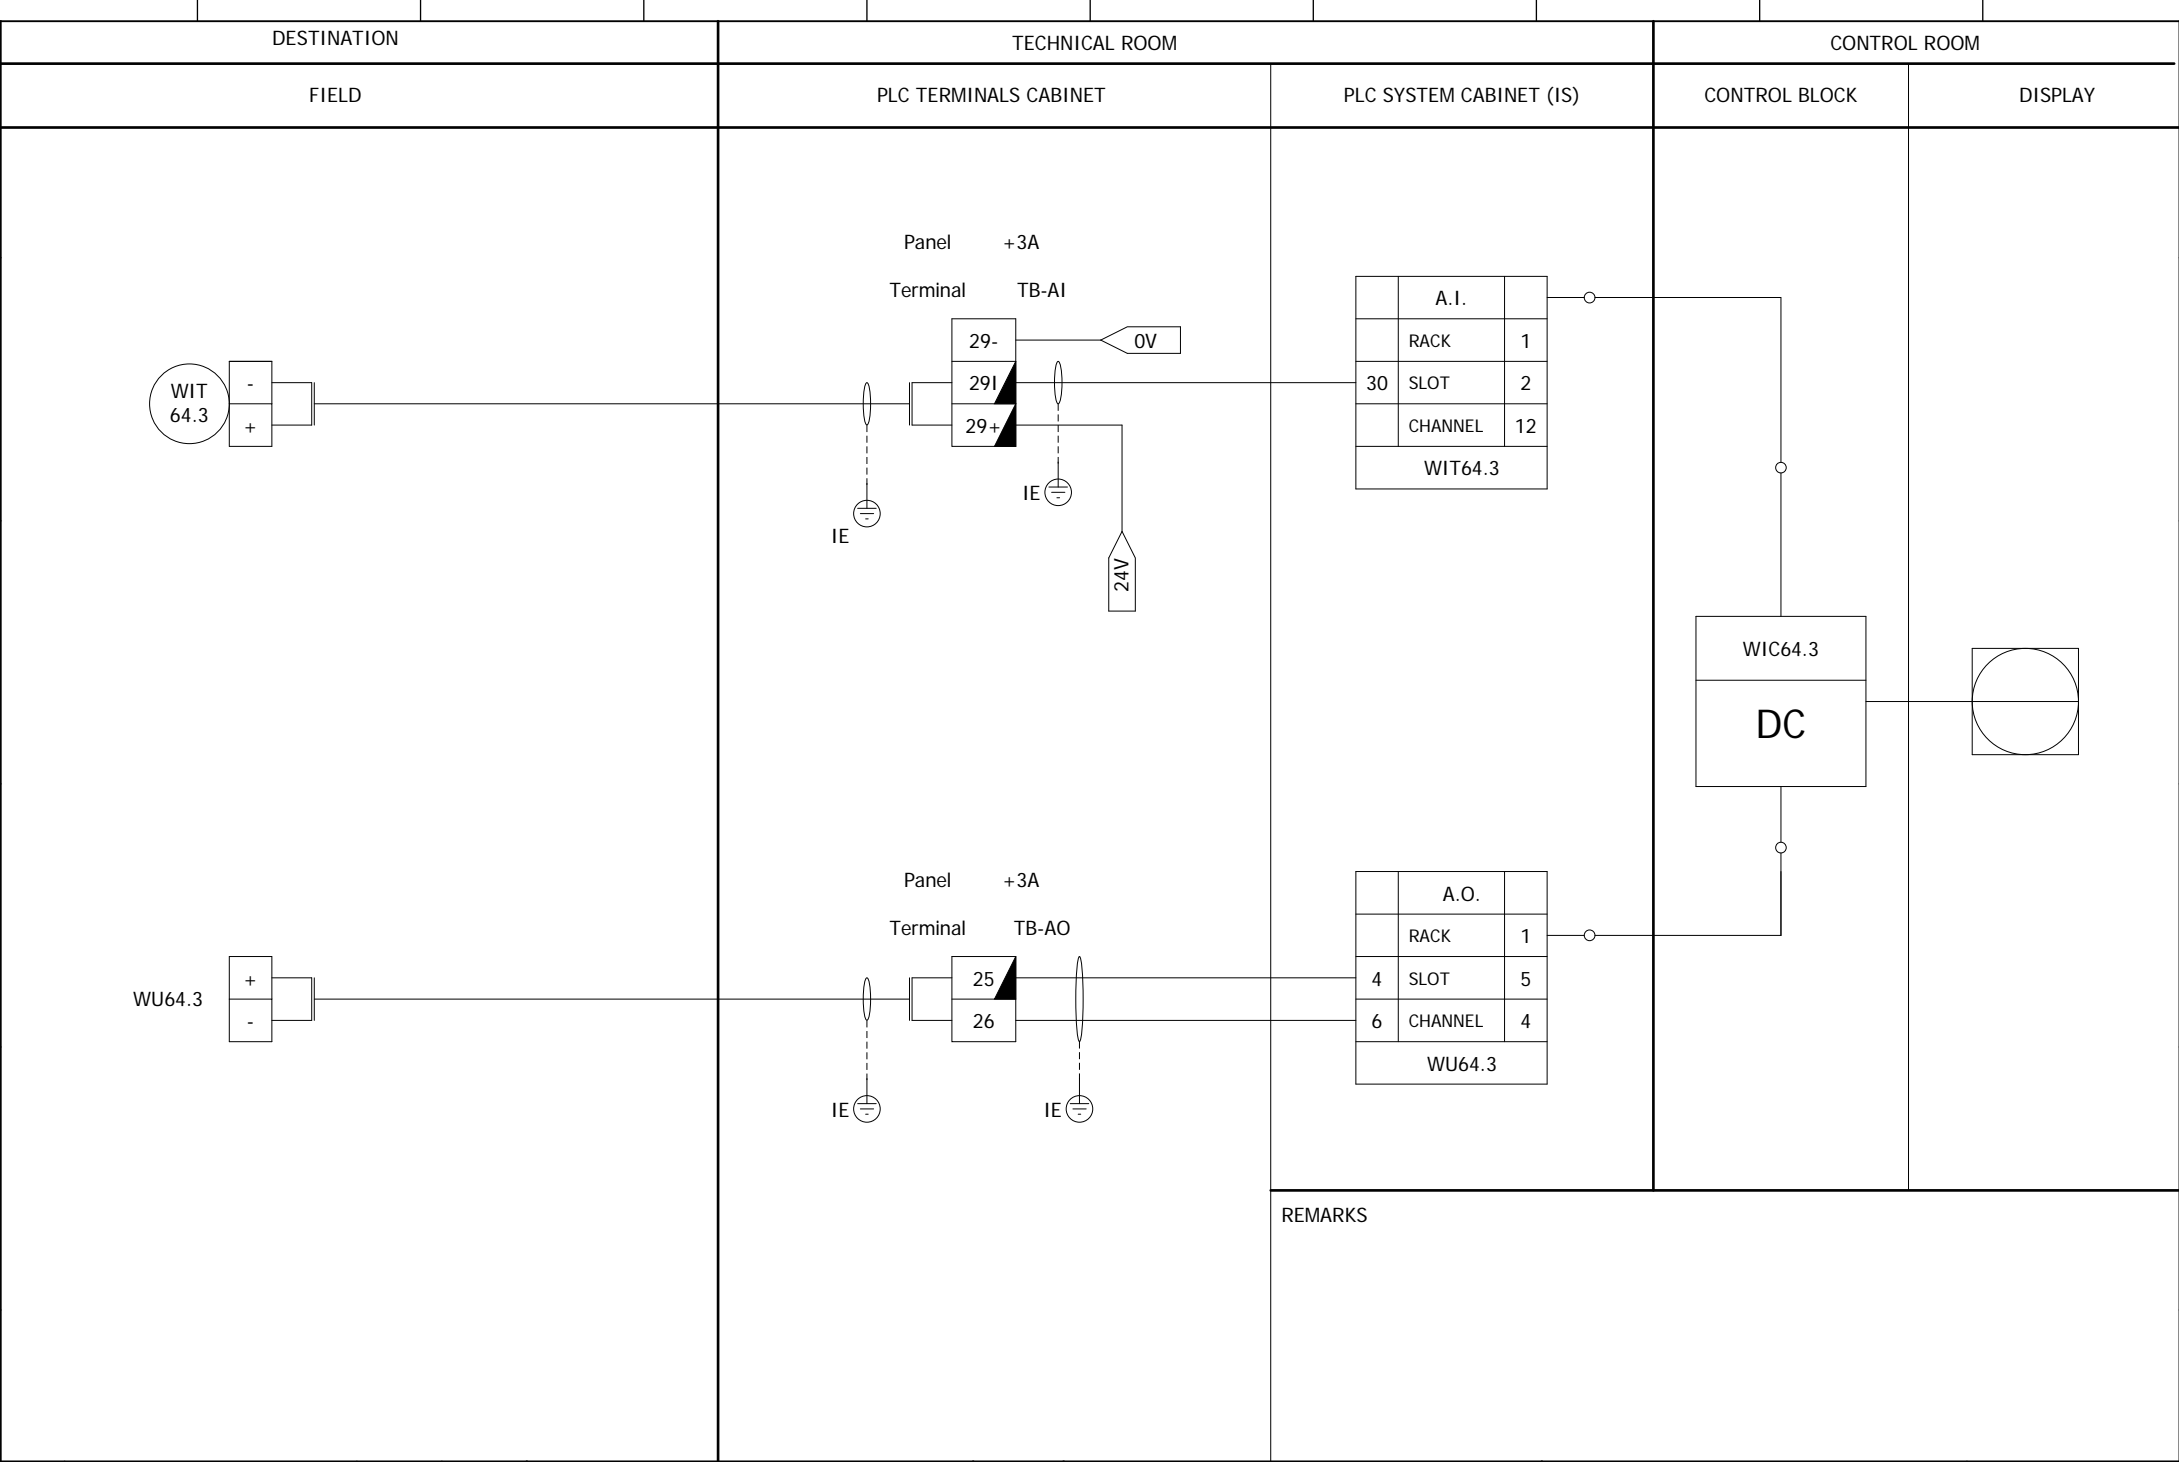 DESTINATION
TECHNICAL ROOM
CONTROL ROOM
FIELD
PLC TERMINALS CABINET
PLC SYSTEM CABINET (IS)
CONTROL BLOCK
DISPLAY
Panel +3A
Terminal TB-AI
29-
29I
29+
0V
24V
IE
IE
WIT
64.3
-
+
A.I.
RACK 1
30 SLOT 2
CHANNEL 12
WIT64.3
WIC64.3
DC
Panel +3A
Terminal TB-AO
25
26
IE
IE
WU64.3
+
-
A.O.
RACK 1
4 SLOT 5
6 CHANNEL 4
WU64.3
REMARKS